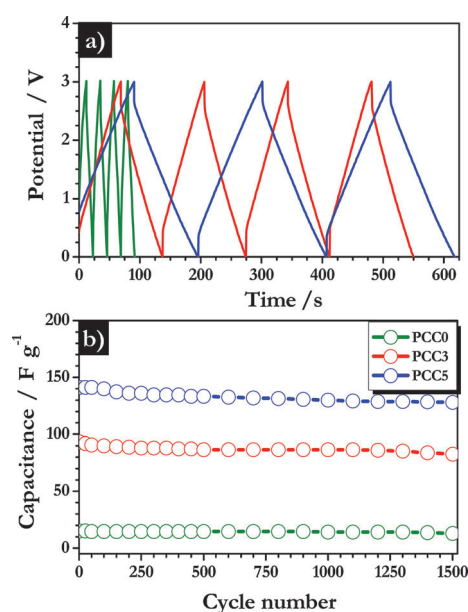 a)
4
3
2
1
0
Potential / V
0 100 200 300 400 500 600
Time /s
b)
200
150
100
50
0
Capacitance / F g⁻¹
PCC0
PCC3
PCC5
0 250 500 750 1000 1250 1500
Cycle number